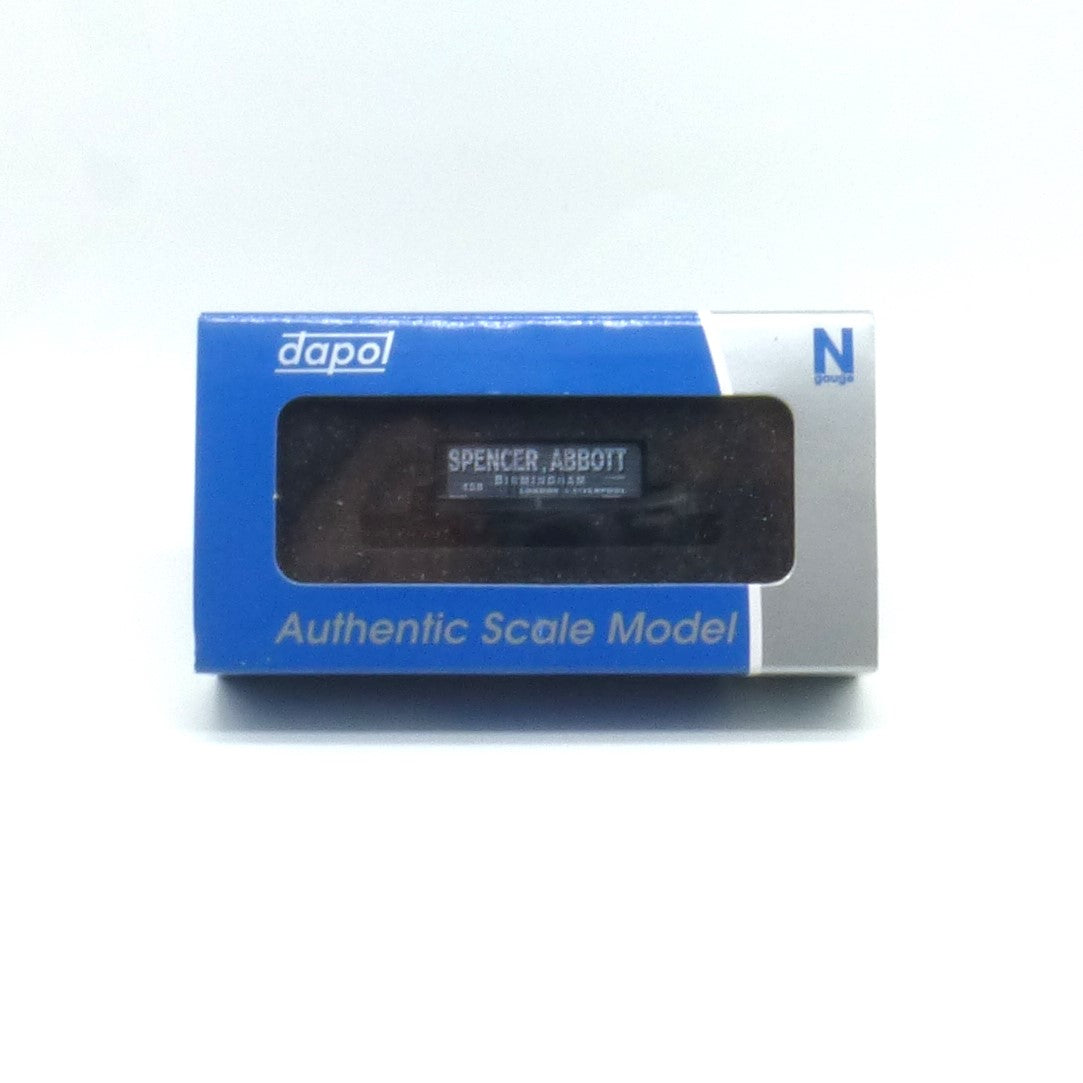 dapol
N
gauge
SPENCER, ABBOTT
BIRMINGHAM
LONDON & LIVERPOOL
Authentic Scale Model